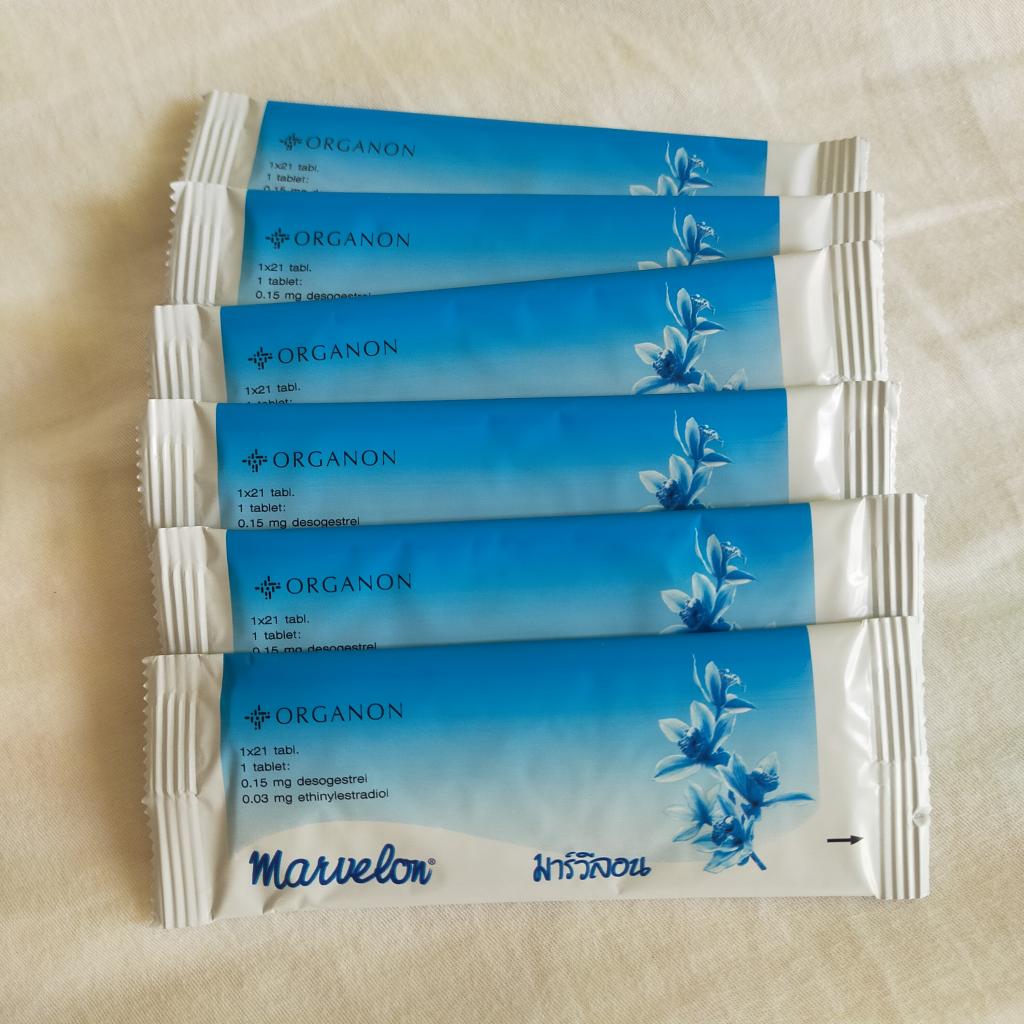 ORGANON
1x21 tabl.
1 tablet:
ORGANON
1x21 tabl.
1 tablet:
0.15 mg desogestrel
ORGANON
1x21 tabl.
1 tablet:
ORGANON
1x21 tabl.
1 tablet:
0.15 mg desogestrel
ORGANON
1x21 tabl.
1 tablet:
0.15 mg desogestrel
ORGANON
1x21 tabl.
1 tablet:
0.15 mg desogestrel
0.03 mg ethinylestradiol
Marvelon® มาร์วีลอน